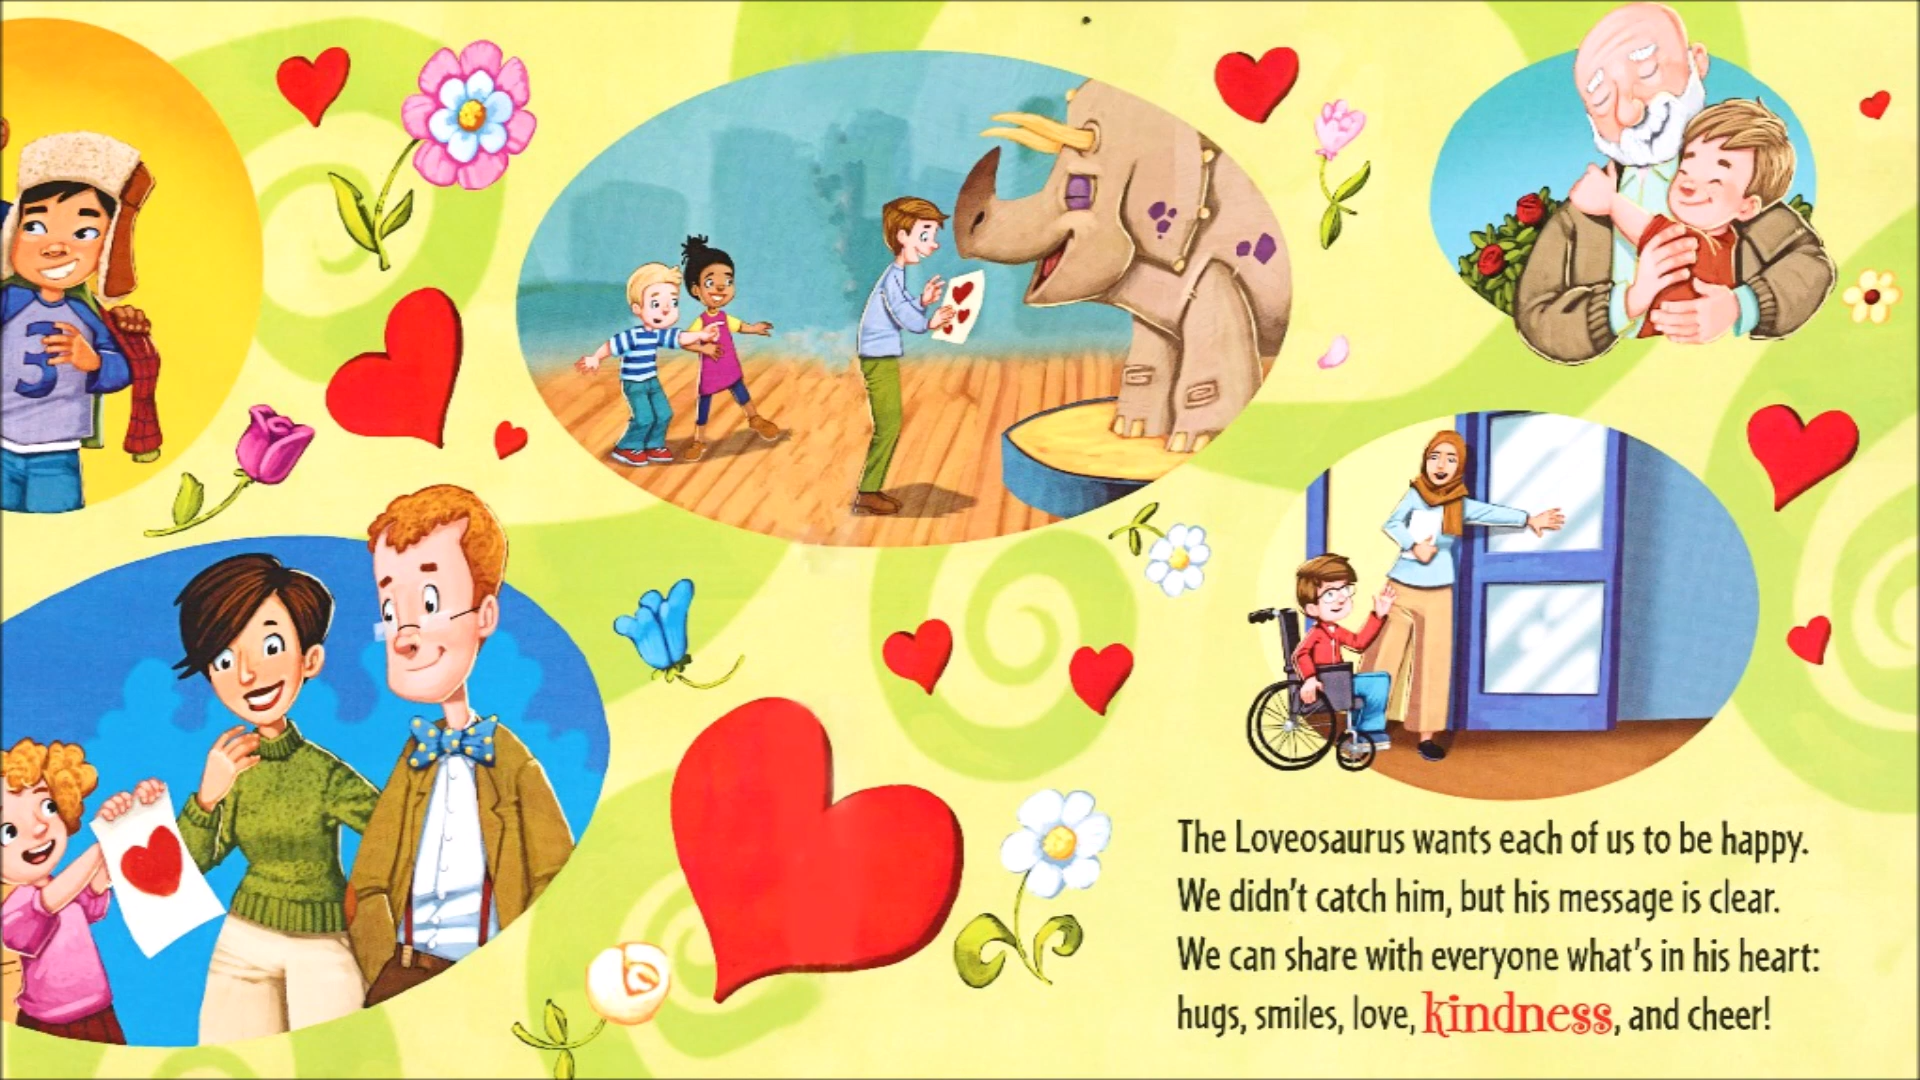 3
The Loveosaurus wants each of us to be happy.
We didn't catch him, but his message is clear.
We can share with everyone what's in his heart:
hugs, smiles, love, kindness, and cheer!